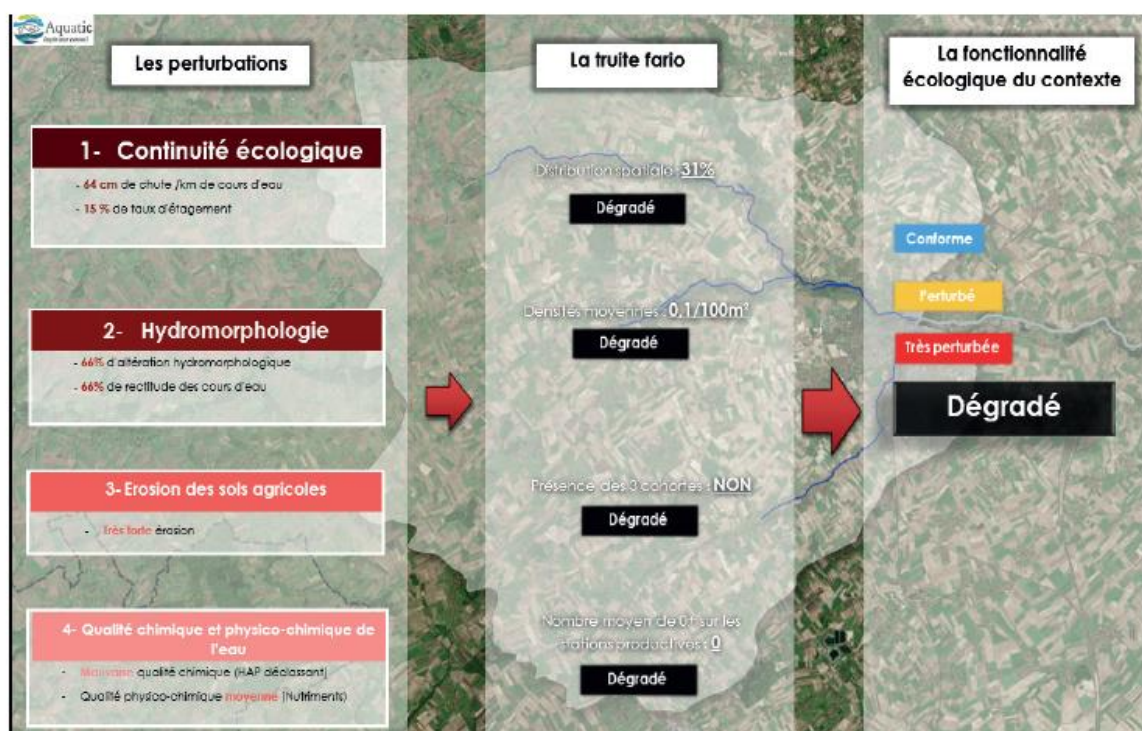 Aquatic
Les perturbations
1- Continuité écologique
- 64 cm de chute /km de cours d'eau
- 15 % de taux d'étagement
2- Hydromorphologie
- 66% d'altération hydromorphologique
- 66% de rectitude des cours d'eau
3- Erosion des sols agricoles
- Très forte érosion
4- Qualité chimique et physico-chimique de
l'eau
- Mauvaise qualité chimique (HAP déclassant)
- Qualité physico-chimique moyenne (Nutriments)
La truite fario
Distribution spatiale : 31%
Dégradé
Densités moyennes : 0,1/100m²
Dégradé
Présence des 3 cohortes : NON
Dégradé
Nombre moyen de 0+ sur les
stations productives : 0
Dégradé
La fonctionnalité
écologique du contexte
Conforme
Perturbé
Très perturbée
Dégradé